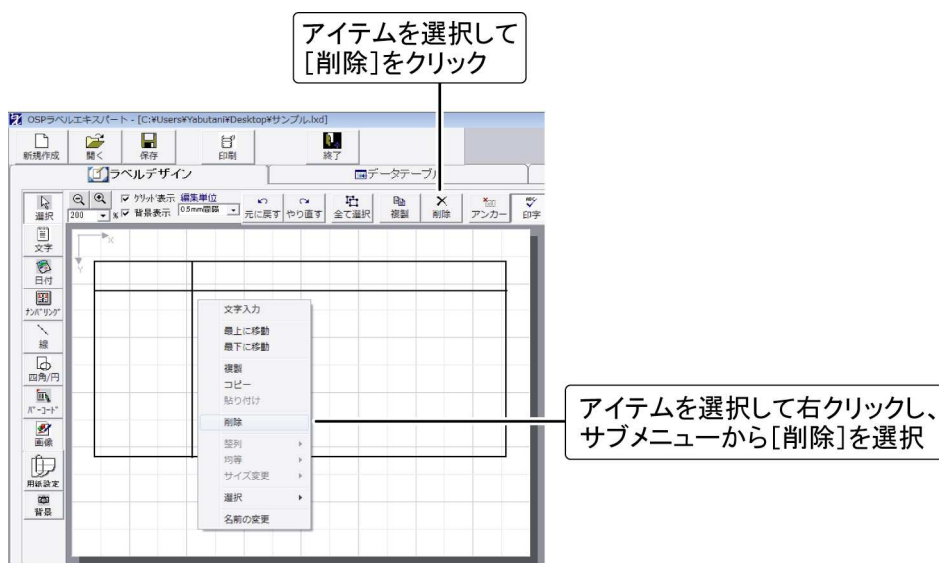 アイテムを選択して
[削除]をクリック
OSPラベルエキスパート - [C:¥Users¥Yabutani¥Desktop¥サンプル.lxd]
新規作成 開く 保存 印刷 終了
ラベルデザイン データテーブル
選択 200 % グリッド表示 背景表示 編集単位 0.5mm間隔 元に戻す やり直す 全て選択 複製 削除 アンカー 印字
X
Y
文字
日付
ナンバリング
線
四角/円
バーコード
画像
用紙設定
背景
文字入力
最上に移動
最下に移動
複製
コピー
貼り付け
削除
整列
均等
サイズ変更
選択
名前の変更
アイテムを選択して右クリックし、
サブメニューから[削除]を選択